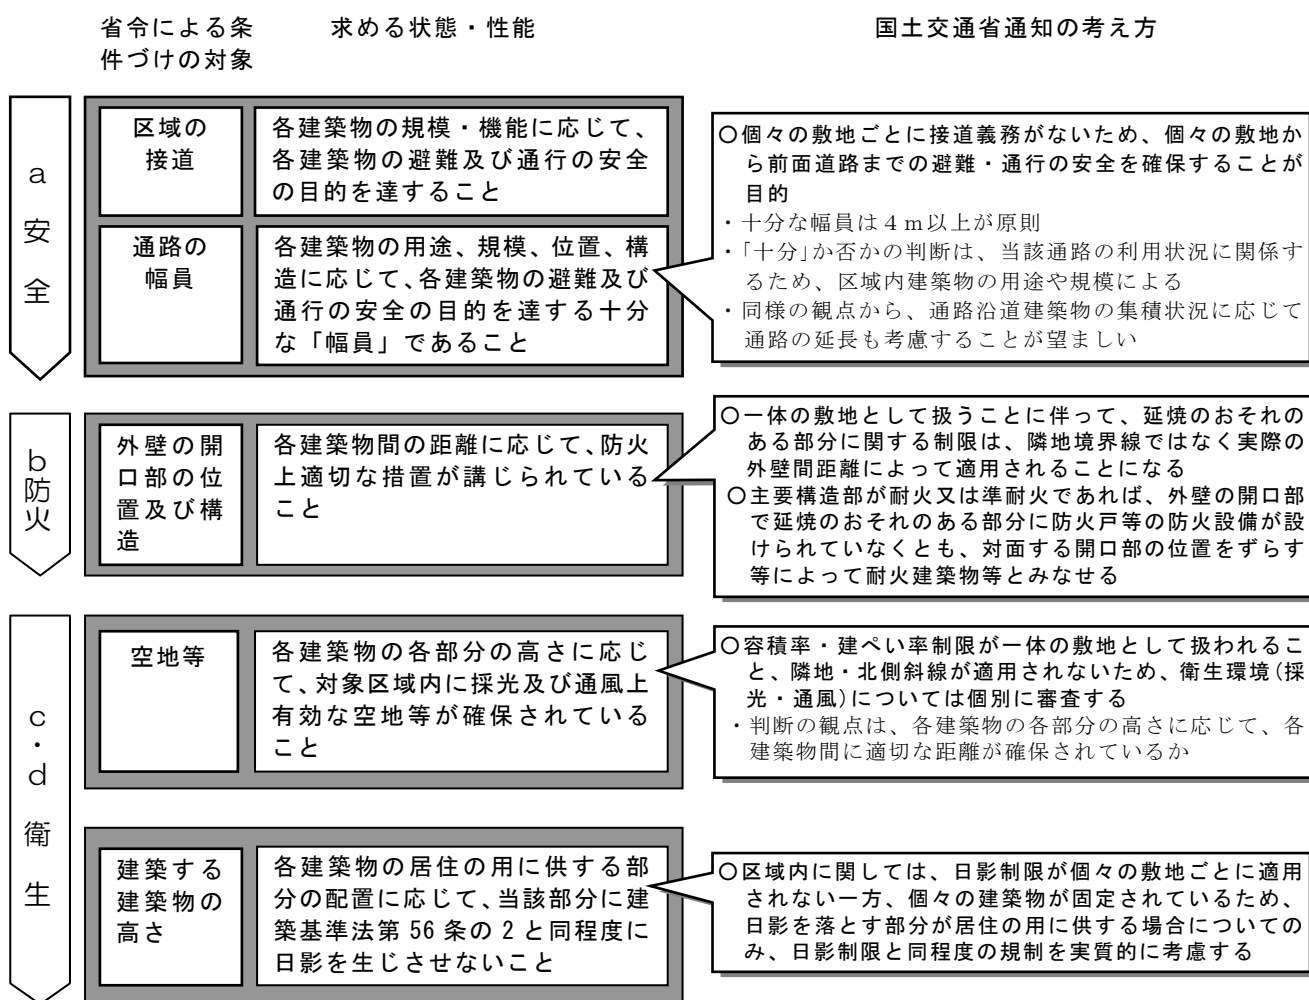 省令による条
件づけの対象
求める状態・性能
国土交通省通知の考え方
a
安
全
区域の
接道
各建築物の規模・機能に応じて、
各建築物の避難及び通行の安全
の目的を達すること
通路の
幅員
各建築物の用途、規模、位置、構
造に応じて、各建築物の避難及び
通行の安全の目的を達する十分
な「幅員」であること
○個々の敷地ごとに接道義務がないため、個々の敷地か
ら前面道路までの避難・通行の安全を確保することが
目的
・十分な幅員は４ｍ以上が原則
・「十分」か否かの判断は、当該通路の利用状況に関係す
るため、区域内建築物の用途や規模による
・同様の観点から、通路沿道建築物の集積状況に応じて
通路の延長も考慮することが望ましい
b
防
火
外壁の開
口部の位
置及び構
造
各建築物間の距離に応じて、防火
上適切な措置が講じられている
こと
○一体の敷地として扱うことに伴って、延焼のおそれの
ある部分に関する制限は、隣地境界線ではなく実際の
外壁間距離によって適用されることになる
○主要構造部が耐火又は準耐火であれば、外壁の開口部
で延焼のおそれのある部分に防火戸等の防火設備が設
けられていなくとも、対面する開口部の位置をずらす
等によって耐火建築物等とみなせる
c
・
d
衛
生
空地等
各建築物の各部分の高さに応じ
て、対象区域内に採光及び通風上
有効な空地等が確保されている
こと
○容積率・建ぺい率制限が一体の敷地として扱われるこ
と、隣地・北側斜線が適用されないため、衛生環境(採
光・通風)については個別に審査する
・判断の観点は、各建築物の各部分の高さに応じて、各
建築物間に適切な距離が確保されているか
建築する
建築物の
高さ
各建築物の居住の用に供する部
分の配置に応じて、当該部分に建
築基準法第 56 条の 2 と同程度に
日影を生じさせないこと
○区域内に関しては、日影制限が個々の敷地ごとに適用
されない一方、個々の建築物が固定されているため、
日影を落とす部分が居住の用に供する場合についての
み、日影制限と同程度の規制を実質的に考慮する